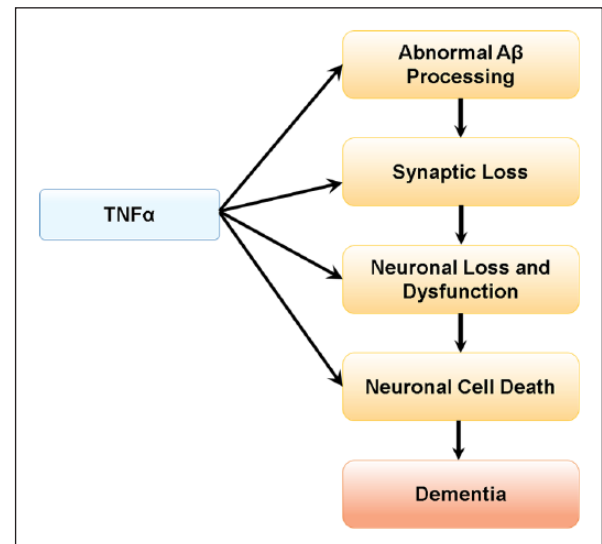 Abnormal Aβ
Processing
Synaptic Loss
TNFα
Neuronal Loss and
Dysfunction
Neuronal Cell Death
Dementia